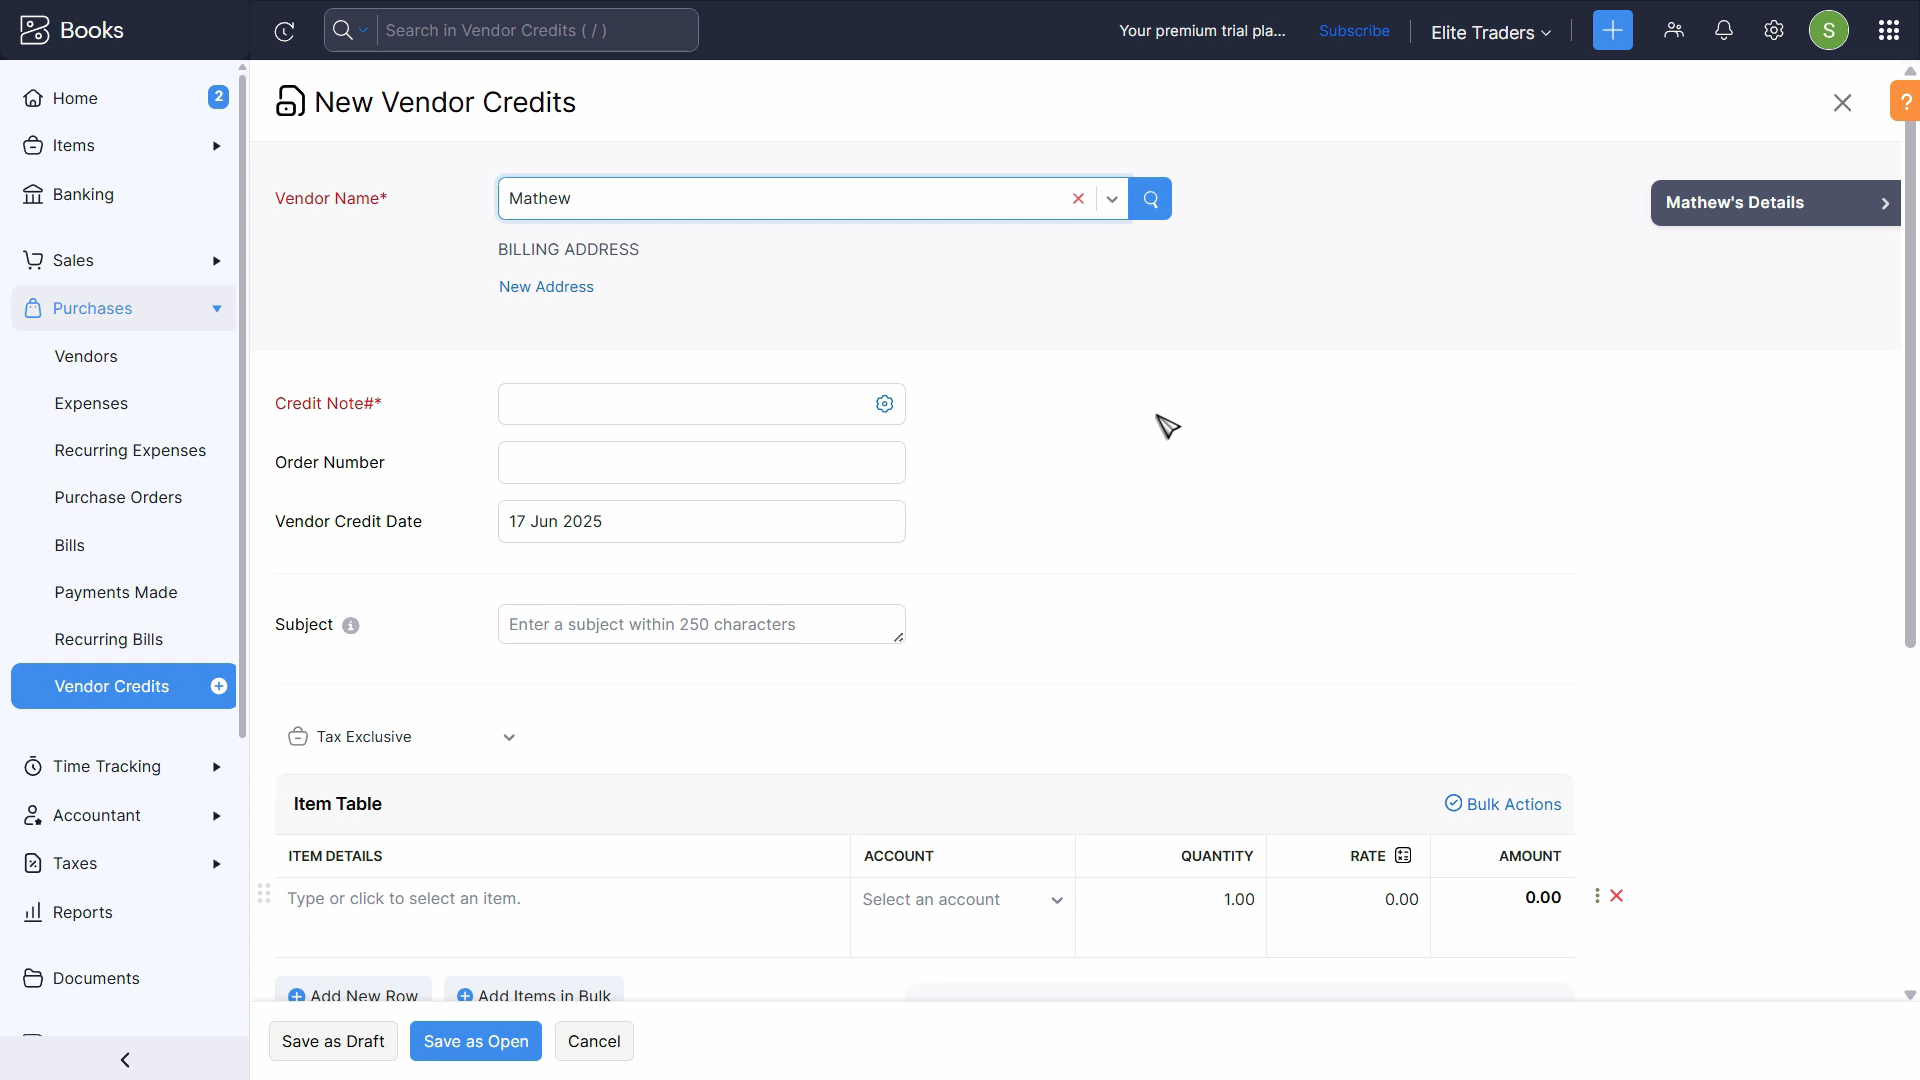 Books
Search in Vendor Credits ( / )
Your premium trial pla...
Subscribe
Elite Traders
S
Home
2
Items
Banking
Sales
Purchases
Vendors
Expenses
Recurring Expenses
Purchase Orders
Bills
Payments Made
Recurring Bills
Vendor Credits
Time Tracking
Accountant
Taxes
Reports
Documents
New Vendor Credits
?
Vendor Name*
Mathew
Mathew's Details
BILLING ADDRESS
New Address
Credit Note#*
Order Number
Vendor Credit Date
17 Jun 2025
Subject
Enter a subject within 250 characters
Tax Exclusive
Item Table
Bulk Actions
ITEM DETAILS
ACCOUNT
QUANTITY
RATE
AMOUNT
Type or click to select an item.
Select an account
1.00
0.00
0.00
Add New Row
Add Items in Bulk
Save as Draft
Save as Open
Cancel